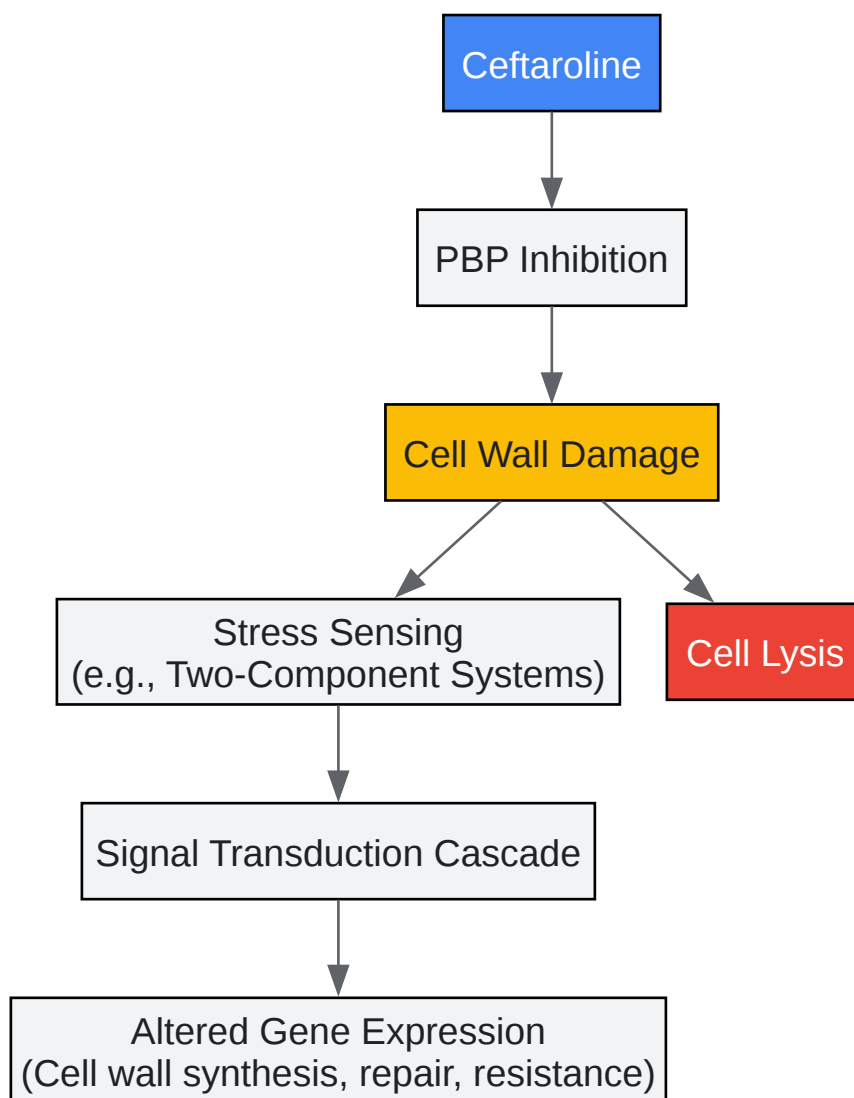 Ceftaroline
PBP Inhibition
Cell Wall Damage
Stress Sensing
(e.g., Two-Component Systems)
Cell Lysis
Signal Transduction Cascade
Altered Gene Expression
(Cell wall synthesis, repair, resistance)